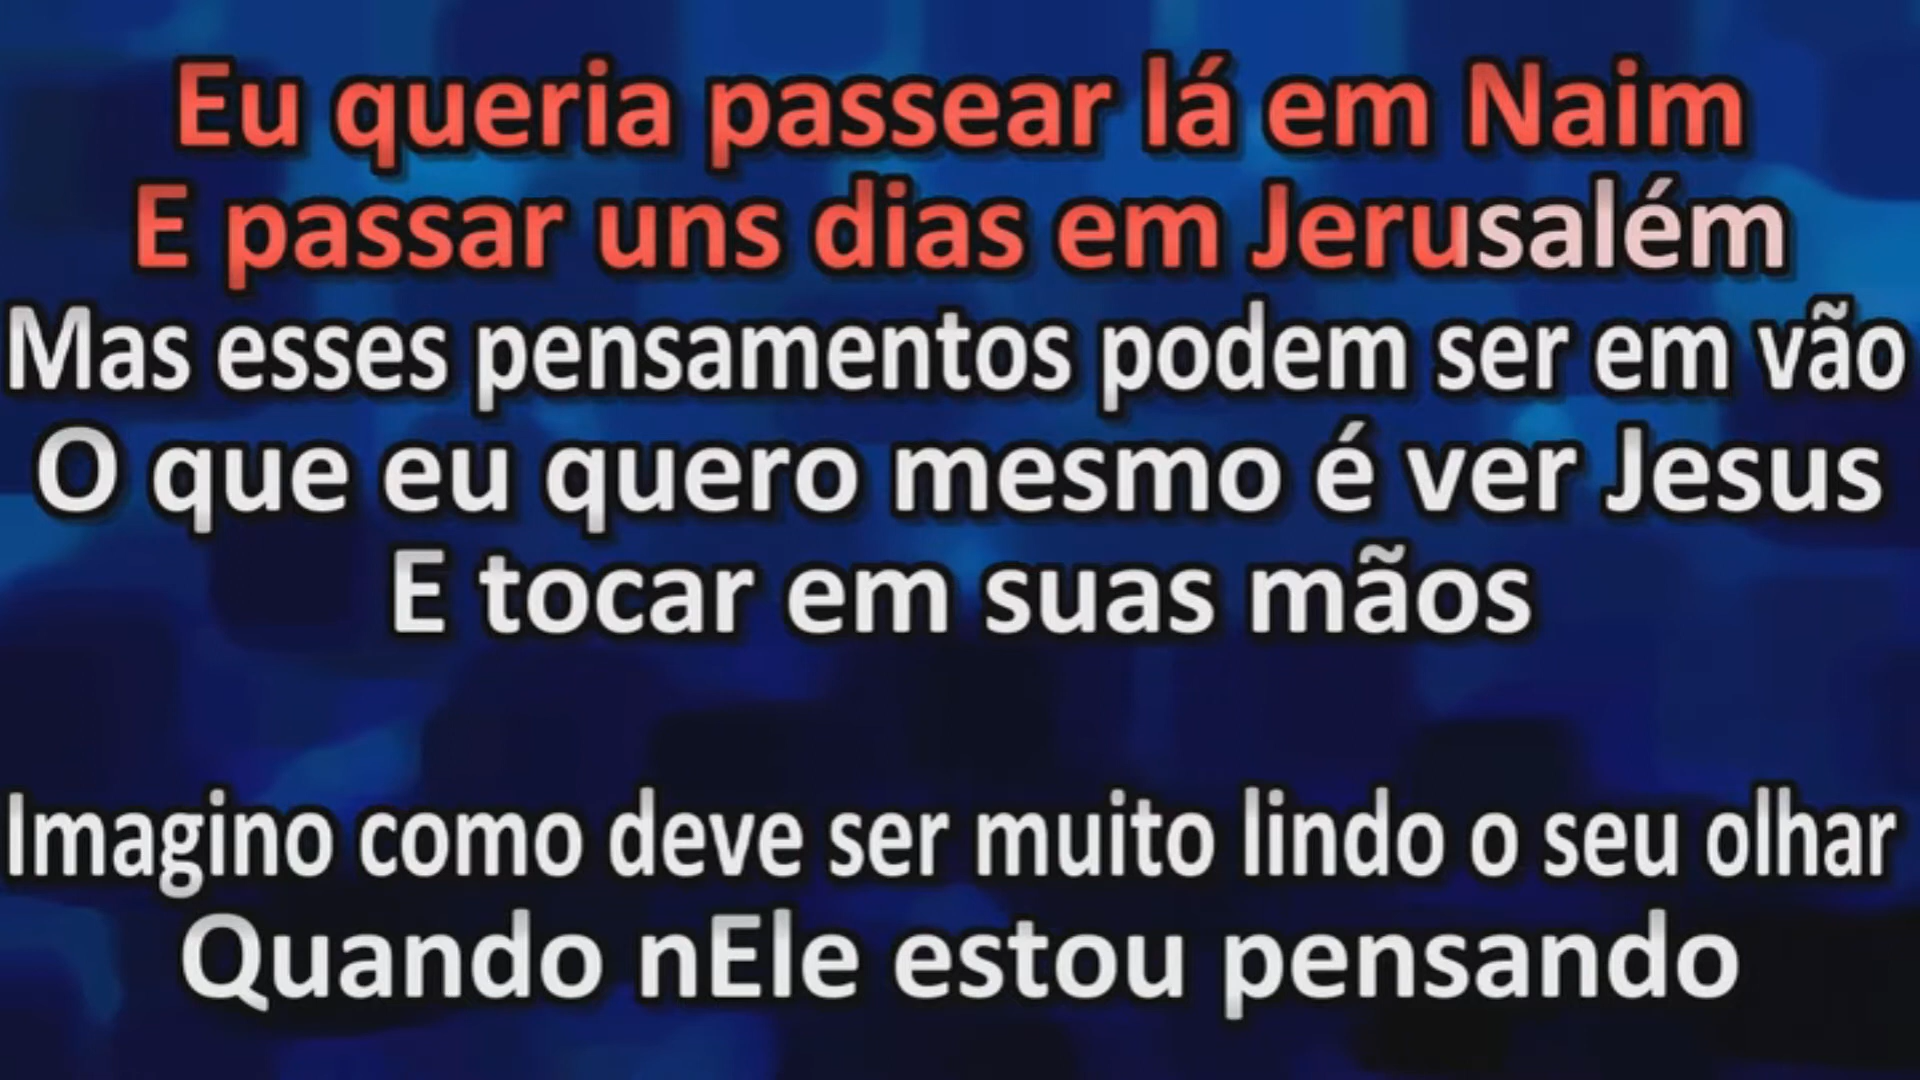 Eu queria passear lá em Naim
E passar uns dias em Jerusalém
Mas esses pensamentos podem ser em vão
O que eu quero mesmo é ver Jesus
E tocar em suas mãos
Imagino como deve ser muito lindo o seu olhar
Quando nEle estou pensando